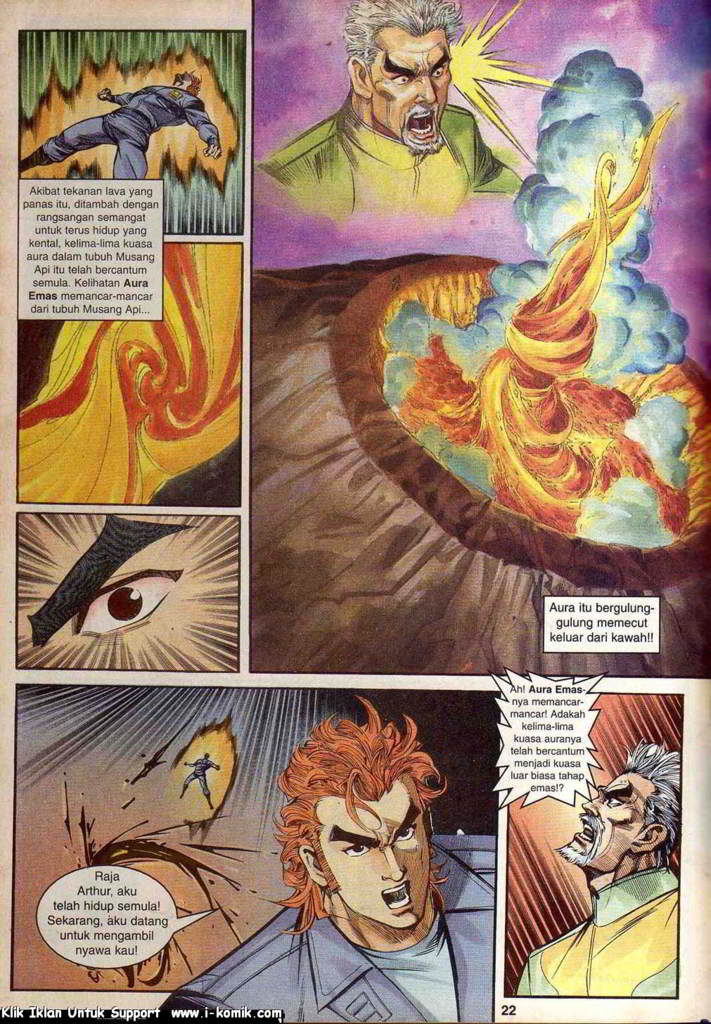 Akibat tekanan lava yang
panas itu, ditambah dengan
rangsangan semangat
untuk terus hidup yang
kental, kelima-lima kuasa
aura dalam tubuh Musang
Api itu telah bercantum
semula. Kelihatan Aura
Emas memancar-mancar
dari tubuh Musang Api...
Aura itu bergulung-
gulung memecut
keluar dari kawah!!
Raja
Arthur, aku
telah hidup semula!
Sekarang, aku datang
untuk mengambil
nyawa kau!
Ah! Aura Emas-
nya memancar-
mancar! Adakah
kelima-lima
kuasa auranya
telah bercantum
menjadi kuasa
luar biasa tahap
emas!?
22
Klik Iklan Untuk Support www.i-komik.com